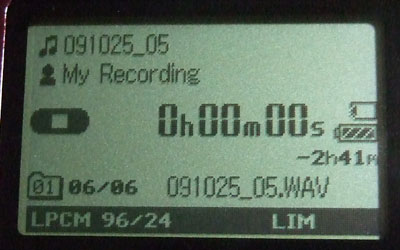 091025_05
My Recording
0h00m00s
-2h41m
01 06/06 091025_05.WAV
LPCM 96/24 LIM